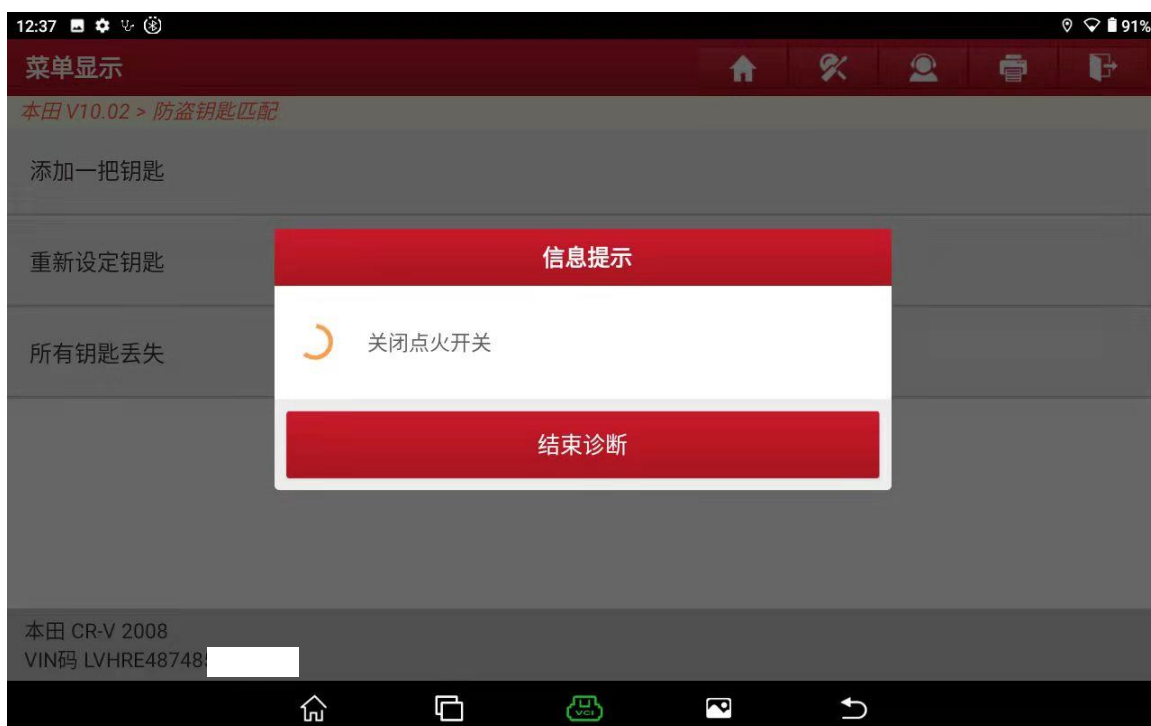 12:37
91%
菜单显示
本田 V10.02 > 防盗钥匙匹配
添加一把钥匙
重新设定钥匙
所有钥匙丢失
信息提示
关闭点火开关
结束诊断
本田 CR-V 2008
VIN码 LVHRE48748
VCI